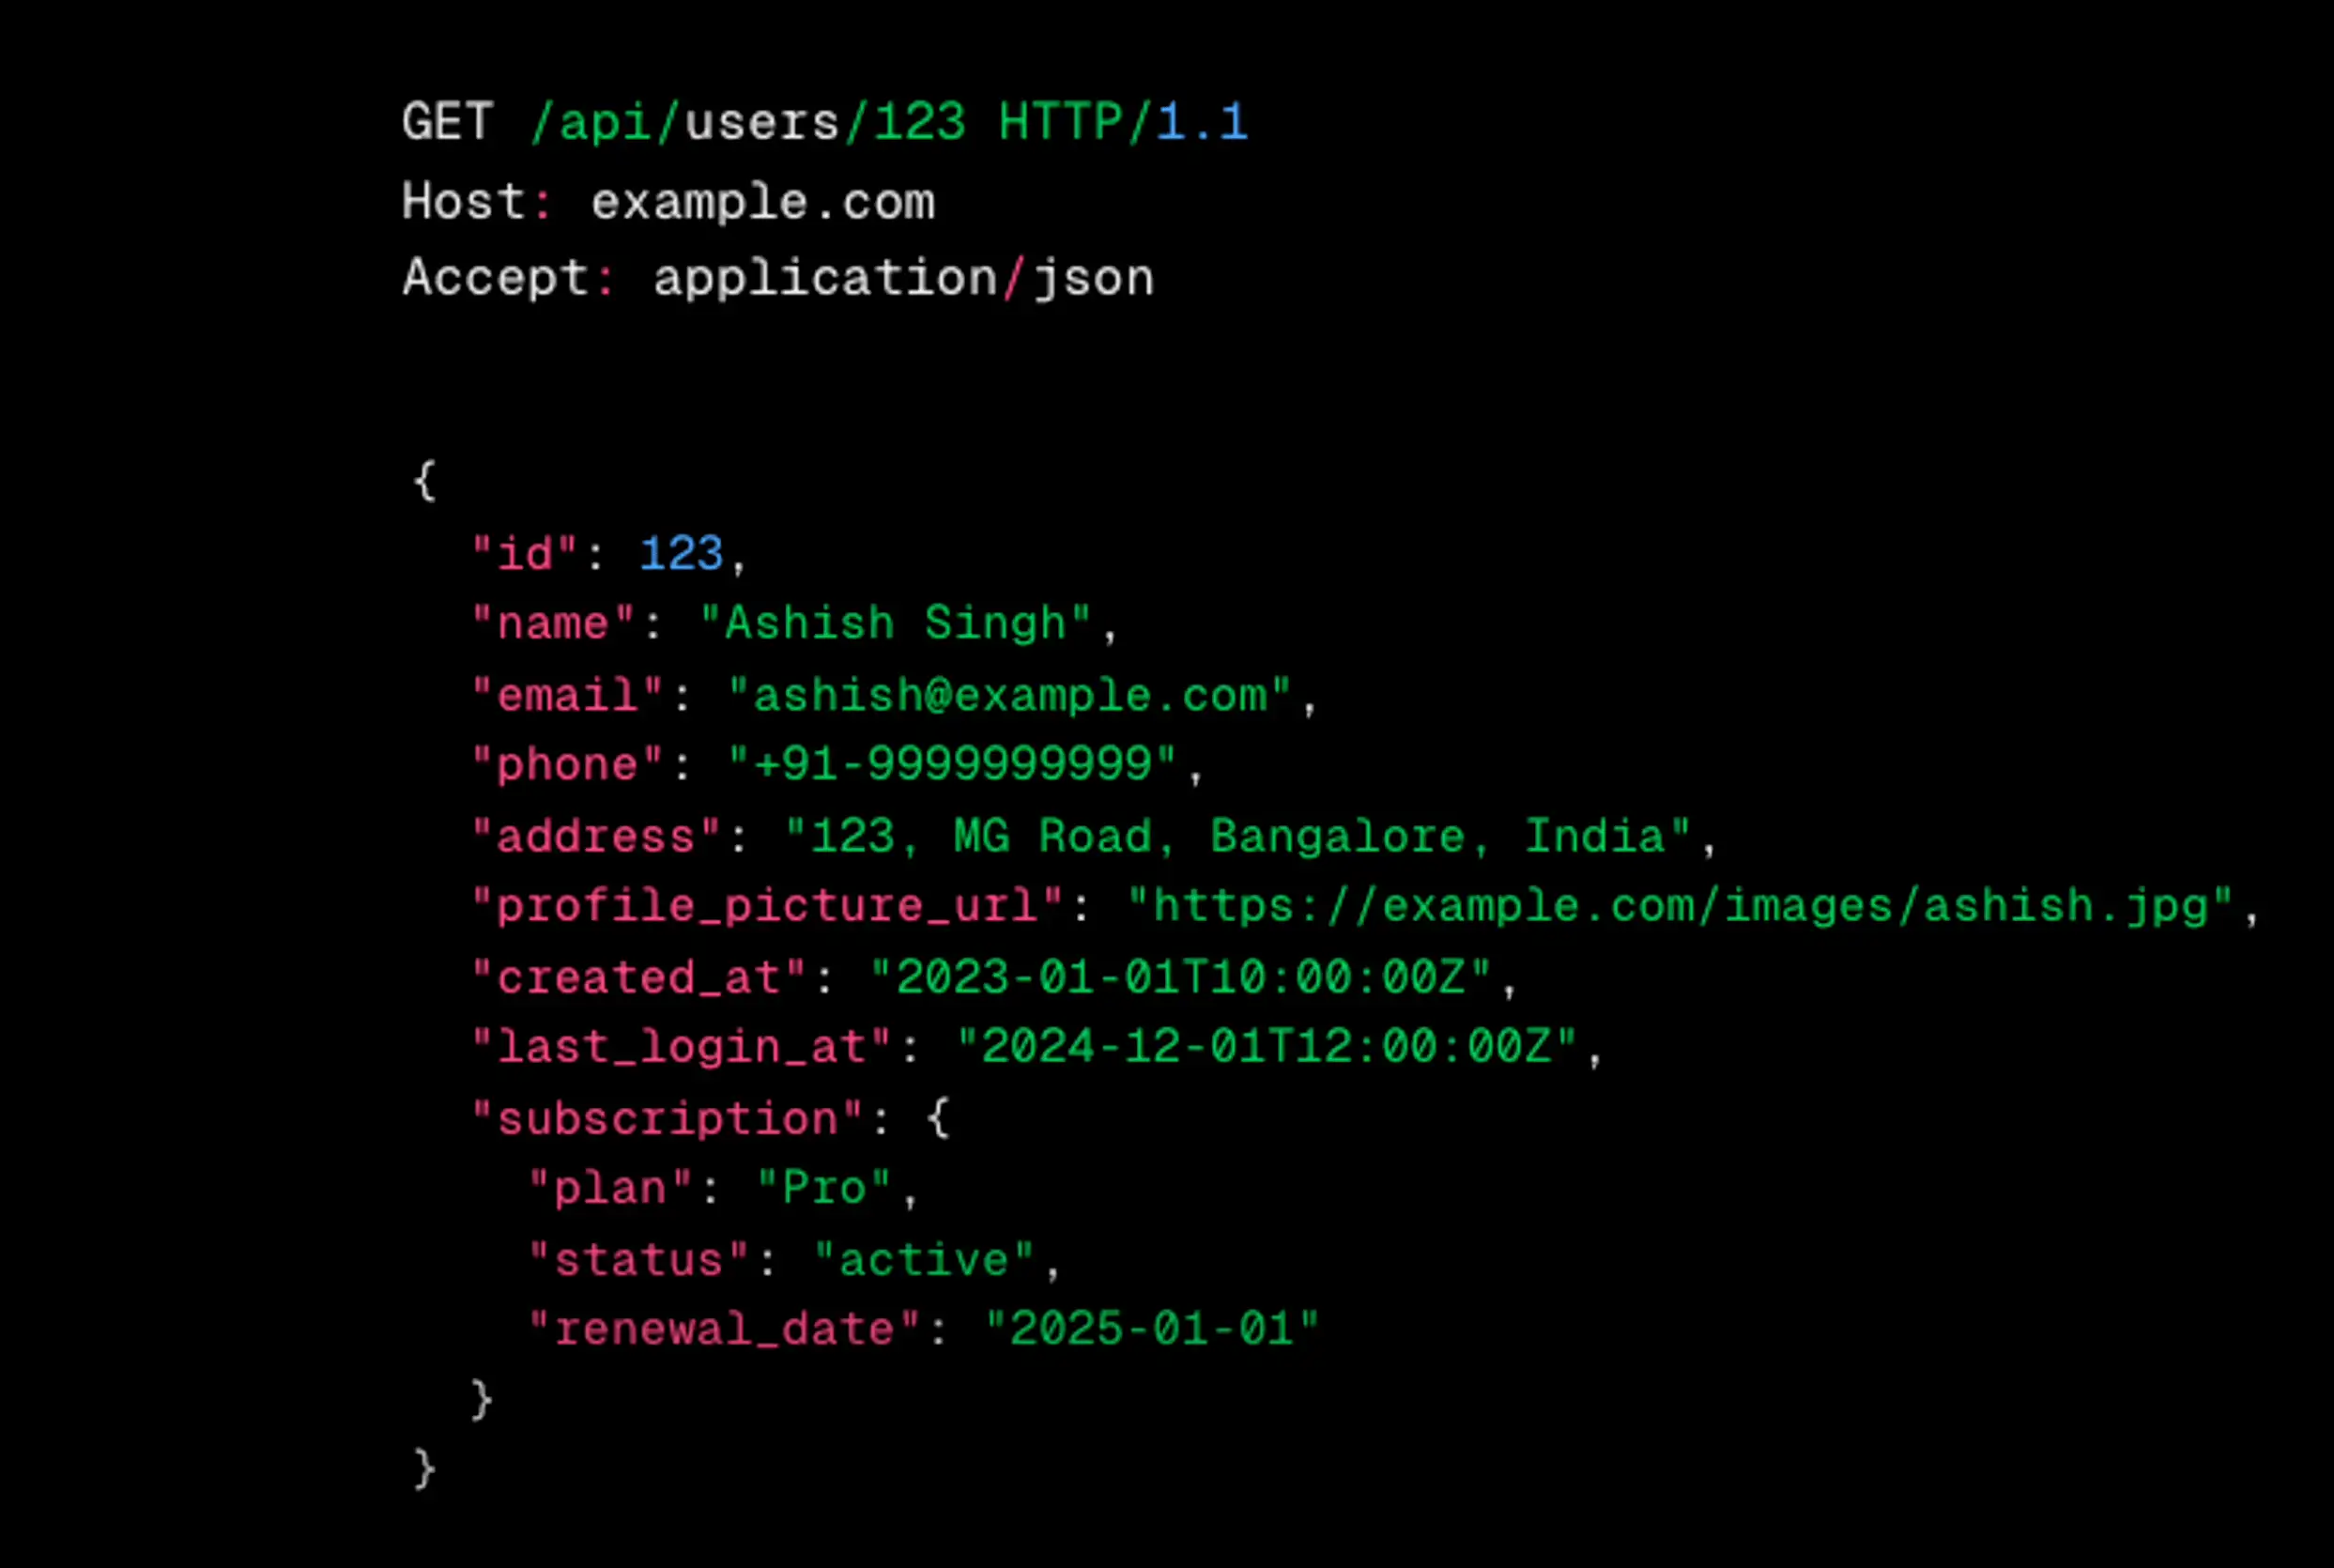 GET /api/users/123 HTTP/1.1
Host: example.com
Accept: application/json
{
"id": 123,
"name": "Ashish Singh",
"email": "ashish@example.com",
"phone": "+91-9999999999",
"address": "123, MG Road, Bangalore, India",
"profile_picture_url": "https://example.com/images/ashish.jpg",
"created_at": "2023-01-01T10:00:00Z",
"last_login_at": "2024-12-01T12:00:00Z",
"subscription": {
"plan": "Pro",
"status": "active",
"renewal_date": "2025-01-01"
}
}